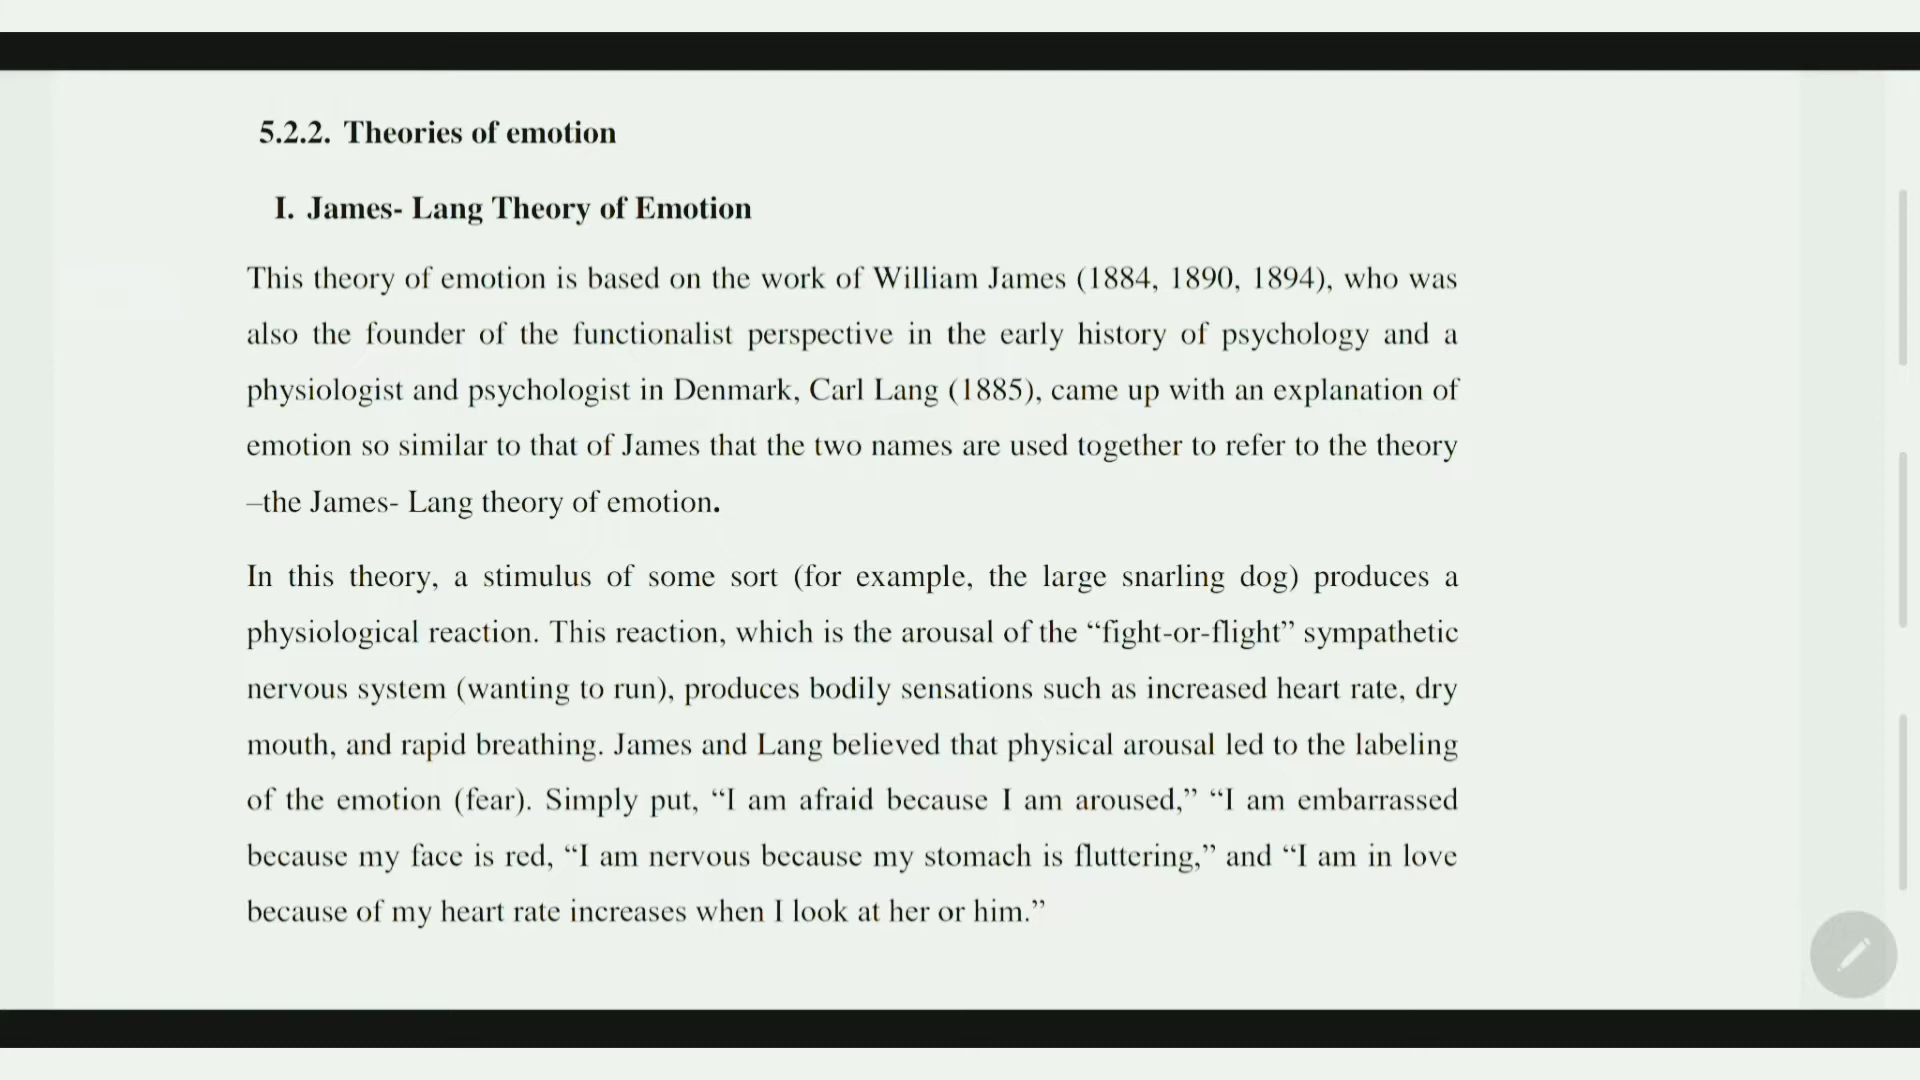 5.2.2. Theories of emotion
I. James- Lang Theory of Emotion
This theory of emotion is based on the work of William James (1884, 1890, 1894), who was
also the founder of the functionalist perspective in the early history of psychology and a
physiologist and psychologist in Denmark, Carl Lang (1885), came up with an explanation of
emotion so similar to that of James that the two names are used together to refer to the theory
–the James- Lang theory of emotion.
In this theory, a stimulus of some sort (for example, the large snarling dog) produces a
physiological reaction. This reaction, which is the arousal of the “fight-or-flight” sympathetic
nervous system (wanting to run), produces bodily sensations such as increased heart rate, dry
mouth, and rapid breathing. James and Lang believed that physical arousal led to the labeling
of the emotion (fear). Simply put, “I am afraid because I am aroused,” “I am embarrassed
because my face is red, “I am nervous because my stomach is fluttering,” and “I am in love
because of my heart rate increases when I look at her or him.”